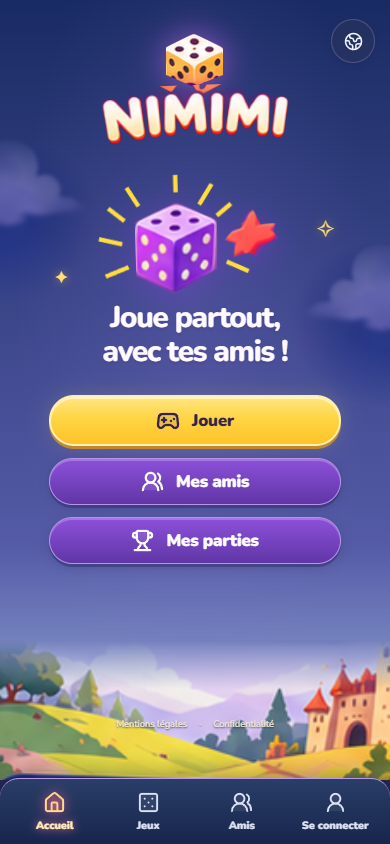 NIMIMI
Joue partout,
avec tes amis !
Jouer
Mes amis
Mes parties
Mentions légales · Confidentialité
Accueil Jeux Amis Se connecter